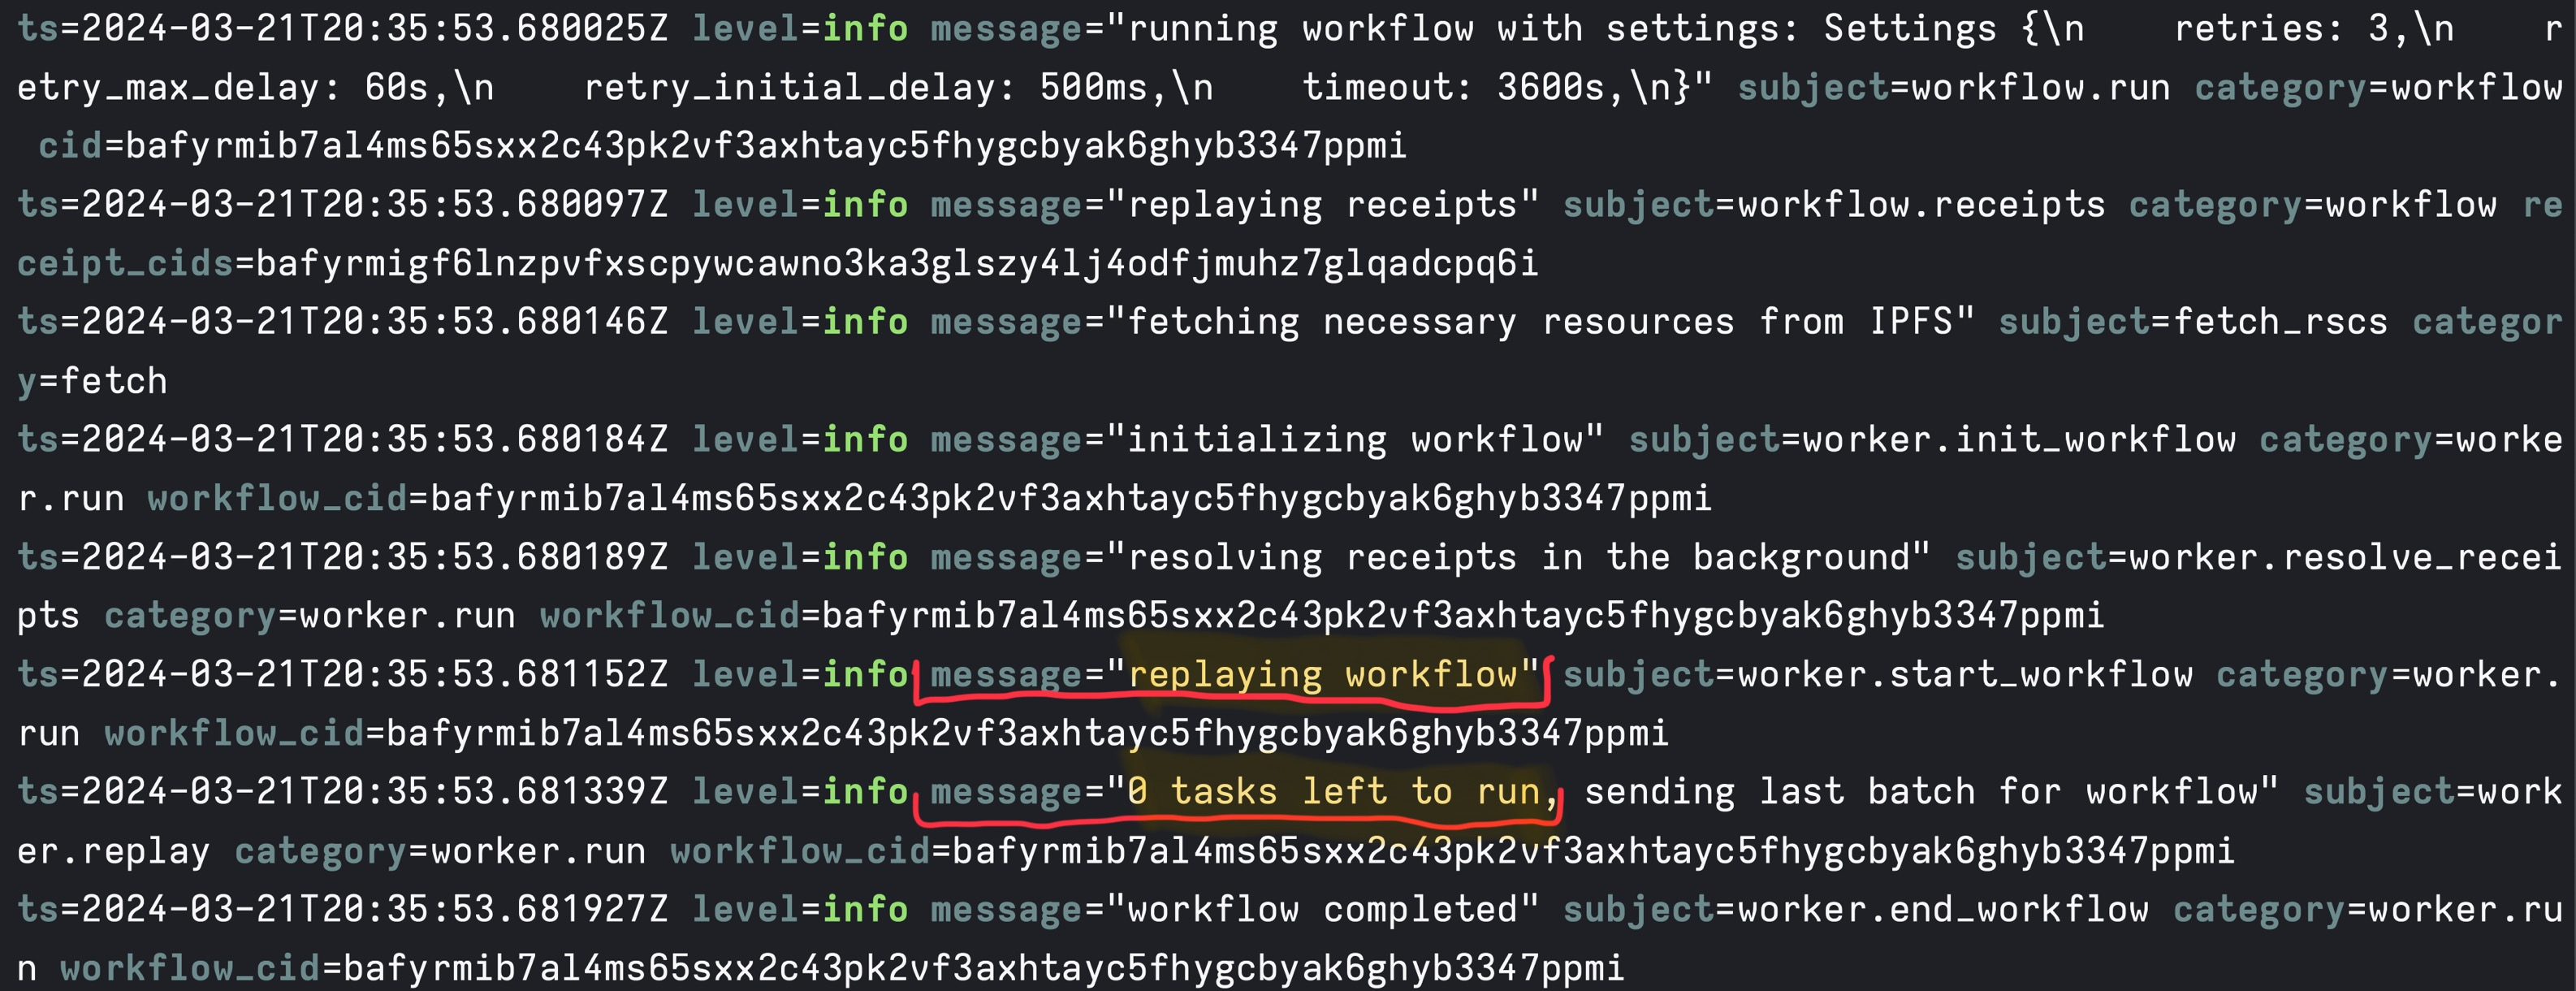 ts=2024-03-21T20:35:53.680025Z level=info message="running workflow with settings: Settings {\n    retries: 3,\n    r
etry_max_delay: 60s,\n    retry_initial_delay: 500ms,\n    timeout: 3600s,\n}" subject=workflow.run category=workflow
 cid=bafyrmib7al4ms65sxx2c43pk2vf3axhtayc5fhygcbyak6ghyb3347ppmi
ts=2024-03-21T20:35:53.680097Z level=info message="replaying receipts" subject=workflow.receipts category=workflow re
ceipt_cids=bafyrmigf6lnzpvfxscpywcawno3ka3glszy4lj4odfjmuhz7glqadcpq6i
ts=2024-03-21T20:35:53.680146Z level=info message="fetching necessary resources from IPFS" subject=fetch_rscs categor
y=fetch
ts=2024-03-21T20:35:53.680184Z level=info message="initializing workflow" subject=worker.init_workflow category=worke
r.run workflow_cid=bafyrmib7al4ms65sxx2c43pk2vf3axhtayc5fhygcbyak6ghyb3347ppmi
ts=2024-03-21T20:35:53.680189Z level=info message="resolving receipts in the background" subject=worker.resolve_recei
pts category=worker.run workflow_cid=bafyrmib7al4ms65sxx2c43pk2vf3axhtayc5fhygcbyak6ghyb3347ppmi
ts=2024-03-21T20:35:53.681152Z level=info message="replaying workflow" subject=worker.start_workflow category=worker.
run workflow_cid=bafyrmib7al4ms65sxx2c43pk2vf3axhtayc5fhygcbyak6ghyb3347ppmi
ts=2024-03-21T20:35:53.681339Z level=info message="0 tasks left to run, sending last batch for workflow" subject=work
er.replay category=worker.run workflow_cid=bafyrmib7al4ms65sxx2c43pk2vf3axhtayc5fhygcbyak6ghyb3347ppmi
ts=2024-03-21T20:35:53.681927Z level=info message="workflow completed" subject=worker.end_workflow category=worker.ru
n workflow_cid=bafyrmib7al4ms65sxx2c43pk2vf3axhtayc5fhygcbyak6ghyb3347ppmi